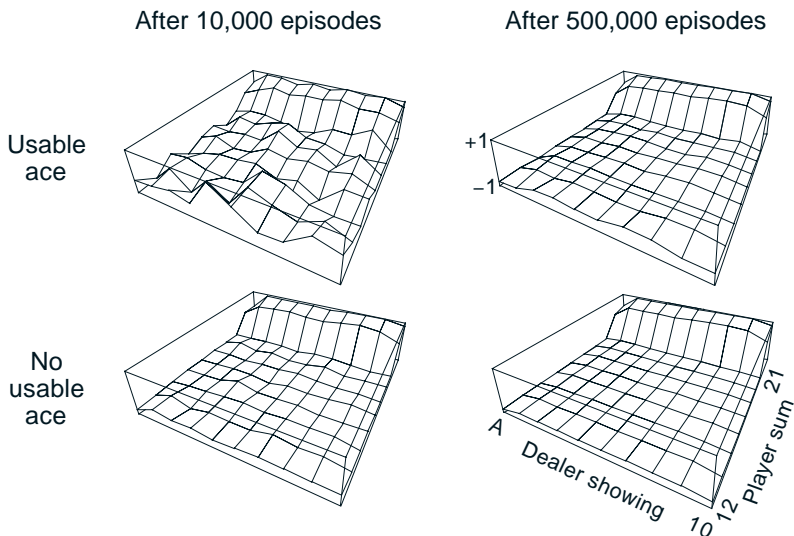 After 10,000 episodes
After 500,000 episodes
Usable
ace
+1
−1
No
usable
ace
A
Dealer showing
10
12
Player sum
21